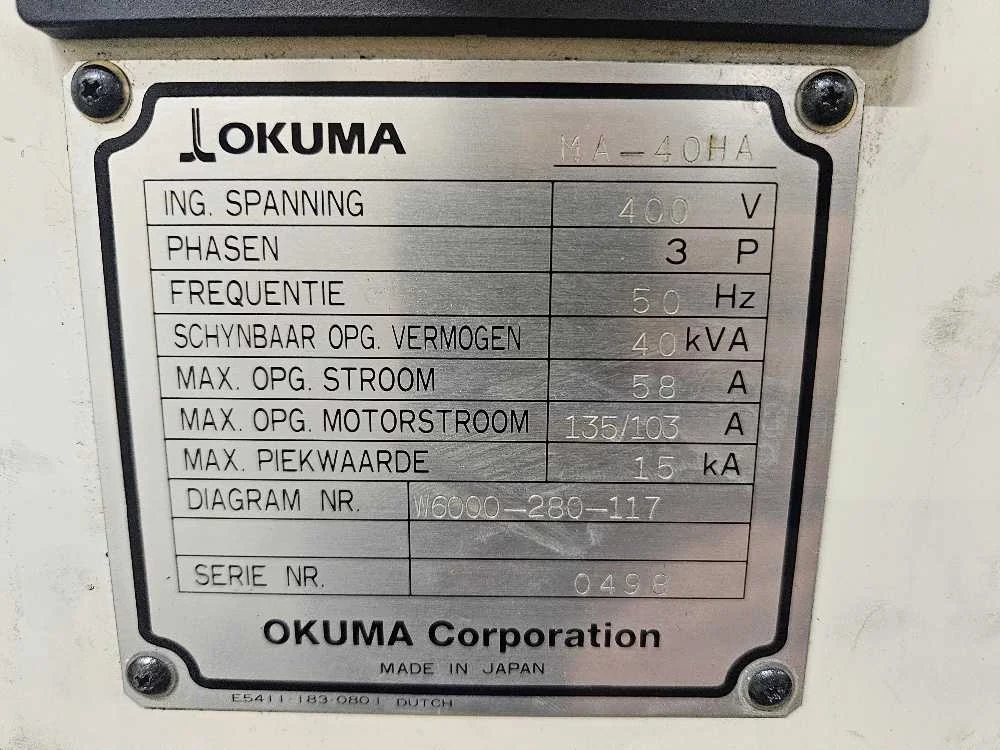 OKUMA MA-40HA
ING. SPANNING 400 V
PHASEN 3 P
FREQUENTIE 50 Hz
SCHYNBAAR OPG. VERMOGEN 40 kVA
MAX. OPG. STROOM 58 A
MAX. OPG. MOTORSTROOM 135/103 A
MAX. PIEKWAARDE 15 kA
DIAGRAM NR. W6000-280-117
SERIE NR. 0498
OKUMA Corporation
MADE IN JAPAN
E5411-183-0801 DUTCH